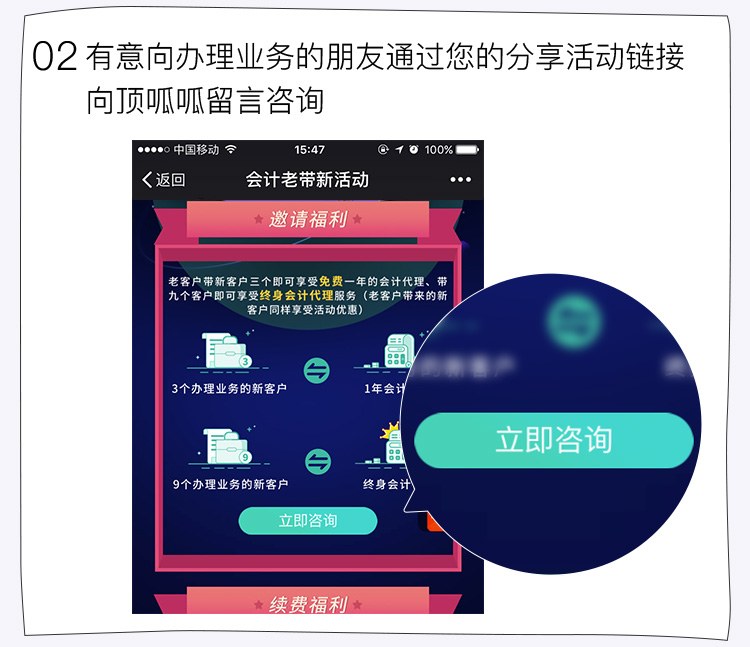 02 有意向办理业务的朋友通过您的分享活动链接
向顶呱呱留言咨询
中国移动 15:47 100%
返回 会计老带新活动
邀请福利
老客户带新客户三个即可享受免费一年的会计代理、带
九个客户即可享受终身会计代理服务（老客户带来的新
客户同样享受活动优惠）
3
3个办理业务的新客户 1年会计
9
9个办理业务的新客户 终身会计
立即咨询
续费福利
的新客户
立即咨询